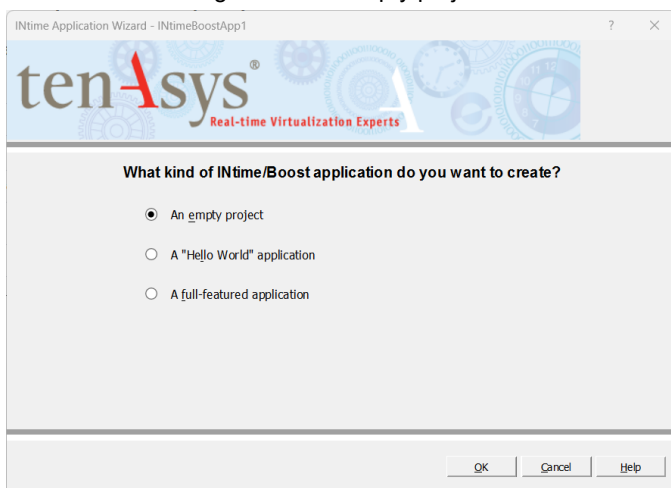 INtime Application Wizard - INtimeBoostApp1
? ×
tenAsys®
Real-time Virtualization Experts
What kind of INtime/Boost application do you want to create?
An empty project
A "Hello World" application
A full-featured application
OK Cancel Help